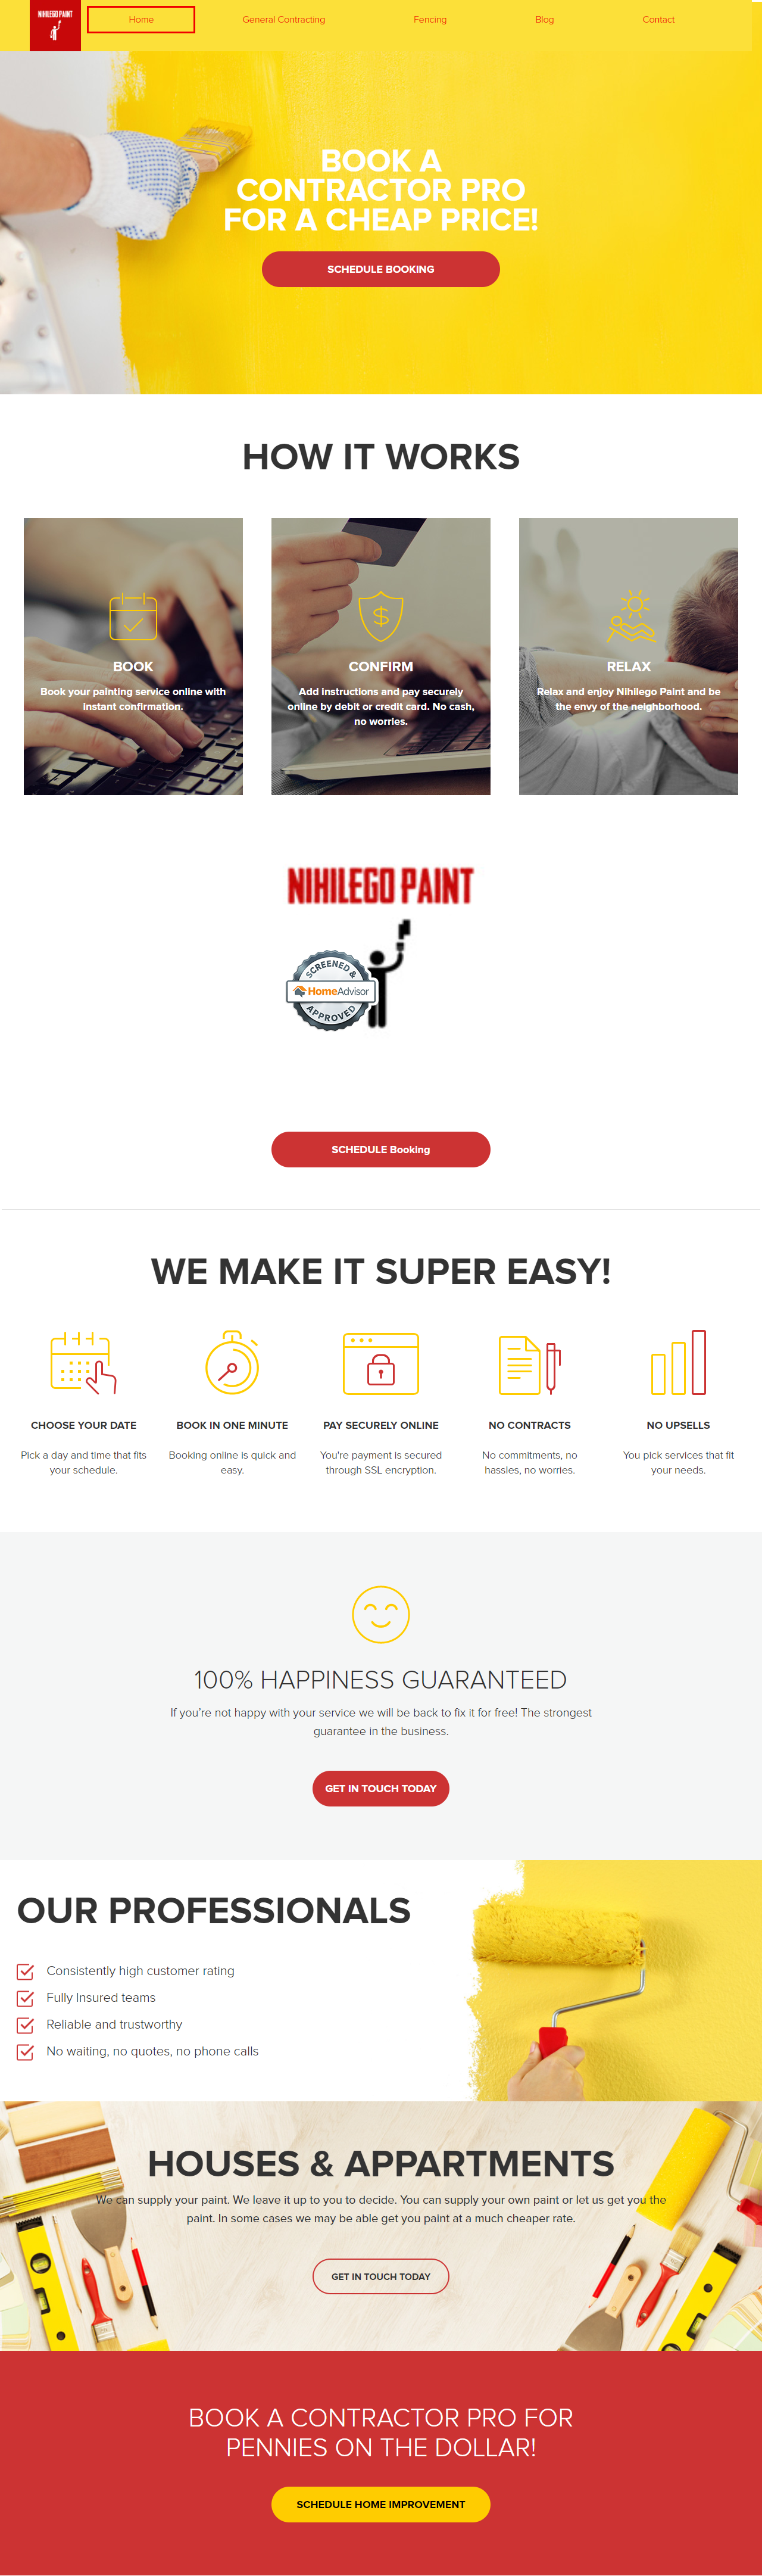 NIHILEGO PAINT
Home
General Contracting
Fencing
Blog
Contact
BOOK A
CONTRACTOR PRO
FOR A CHEAP PRICE!
SCHEDULE BOOKING
HOW IT WORKS
BOOK
Book your painting service online with
instant confirmation.
CONFIRM
Add instructions and pay securely
online by debit or credit card. No cash,
no worries.
RELAX
Relax and enjoy Nihilego Paint and be
the envy of the neighborhood.
NIHILEGO PAINT
SCREENED &
HomeAdvisor
APPROVED
SCHEDULE Booking
WE MAKE IT SUPER EASY!
CHOOSE YOUR DATE
Pick a day and time that fits
your schedule.
BOOK IN ONE MINUTE
Booking online is quick and
easy.
PAY SECURELY ONLINE
You're payment is secured
through SSL encryption.
NO CONTRACTS
No commitments, no
hassles, no worries.
NO UPSELLS
You pick services that fit
your needs.
100% HAPPINESS GUARANTEED
If you're not happy with your service we will be back to fix it for free! The strongest
guarantee in the business.
GET IN TOUCH TODAY
OUR PROFESSIONALS
Consistently high customer rating
Fully Insured teams
Reliable and trustworthy
No waiting, no quotes, no phone calls
HOUSES & APPARTMENTS
We can supply your paint. We leave it up to you to decide. You can supply your own paint or let us get you the
paint. In some cases we may be able get you paint at a much cheaper rate.
GET IN TOUCH TODAY
BOOK A CONTRACTOR PRO FOR
PENNIES ON THE DOLLAR!
SCHEDULE HOME IMPROVEMENT